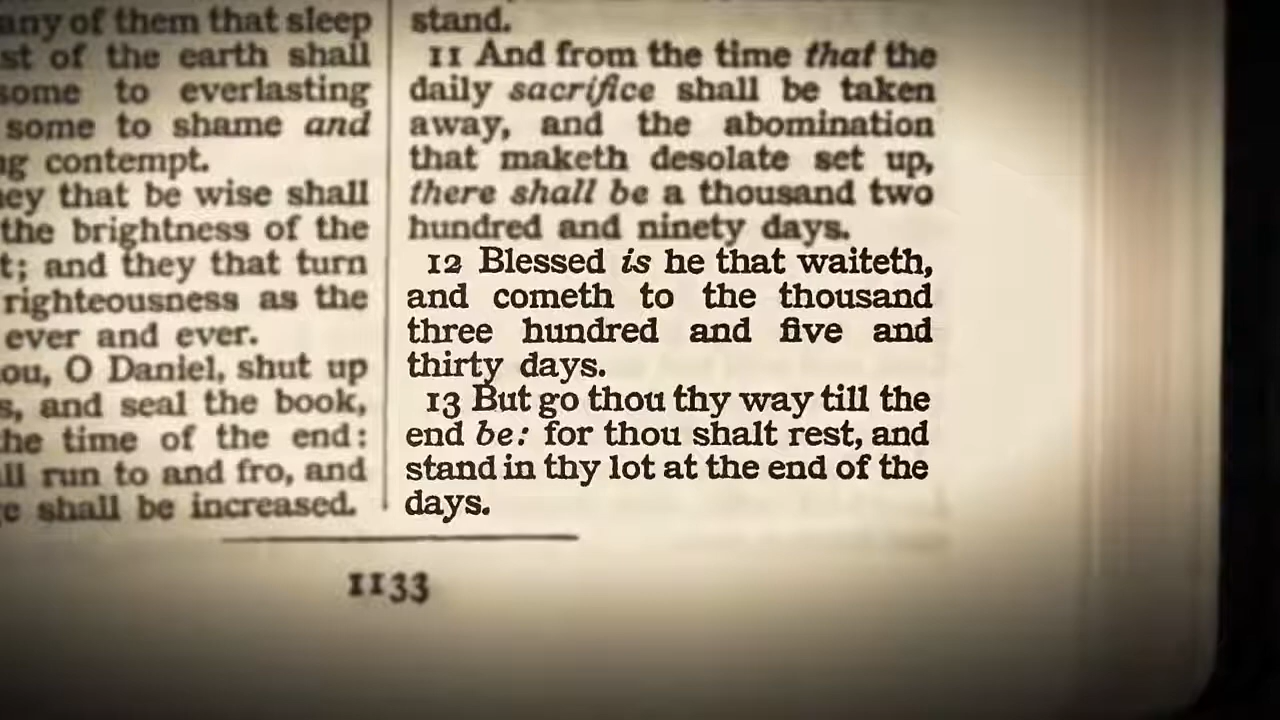 any of them that sleep
st of the earth shall
some to everlasting
some to shame and
ng contempt.
hey that be wise shall
the brightness of the
t; and they that turn
righteousness as the
ever and ever.
ou, O Daniel, shut up
s, and seal the book,
the time of the end:
ll run to and fro, and
e shall be increased.
stand.
11 And from the time that the
daily sacrifice shall be taken
away, and the abomination
that maketh desolate set up,
there shall be a thousand two
hundred and ninety days.
12 Blessed is he that waiteth,
and cometh to the thousand
three hundred and five and
thirty days.
13 But go thou thy way till the
end be: for thou shalt rest, and
stand in thy lot at the end of the
days.
1133